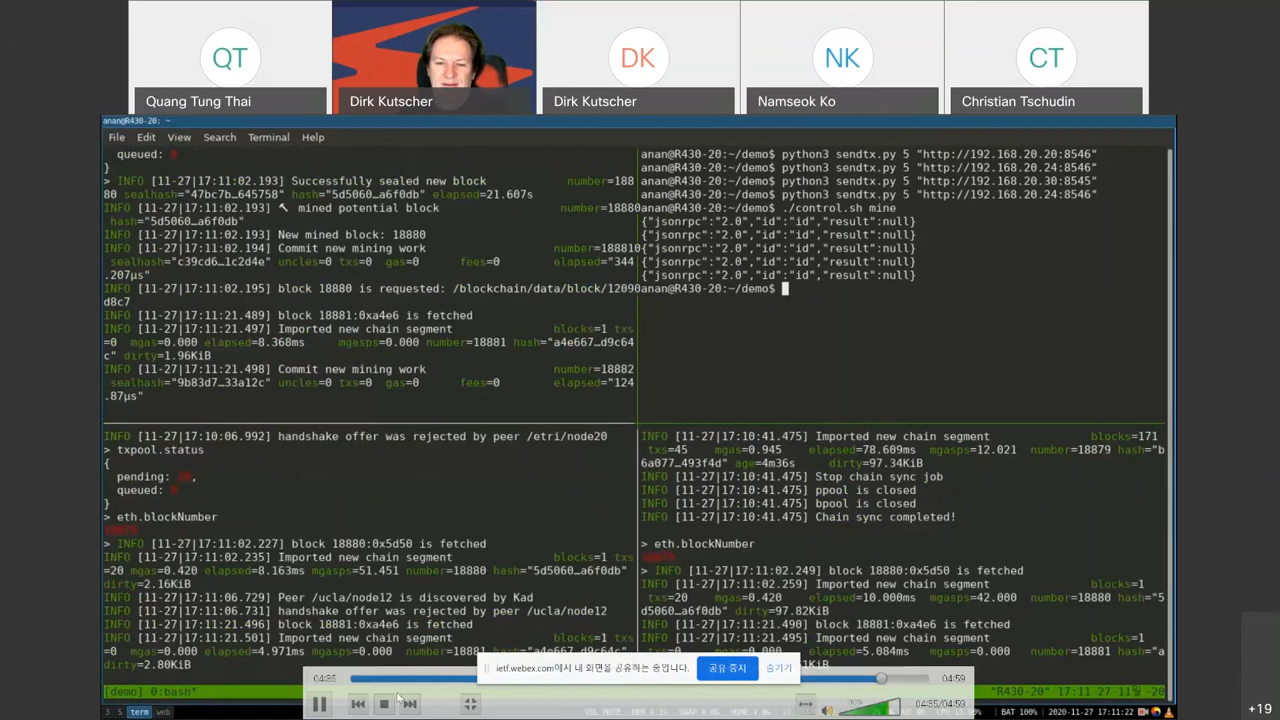 QT
DK
NK
CT
Quang Tung Thai
Dirk Kutscher
Dirk Kutscher
Namseok Ko
Christian Tschudin
anan@R430-20: ~
File Edit View Search Terminal Help
queued: 0
}
> INFO [11-27|17:11:02.193] Successfully sealed new block number=188
80 sealhash="47bc7b…645758" hash="5d5060…a6f0db" elapsed=21.607s
INFO [11-27|17:11:02.193] 🔨 mined potential block number=18880
hash="5d5060…a6f0db"
INFO [11-27|17:11:02.193] New mined block: 18880
INFO [11-27|17:11:02.194] Commit new mining work number=18881
sealhash="c39cd6…1c2d4e" uncles=0 txs=0 gas=0 fees=0 elapsed="344
.207µs"
INFO [11-27|17:11:02.195] block 18880 is requested: /blockchain/data/block/12090
d8c7
INFO [11-27|17:11:21.489] block 18881:0xa4e6 is fetched
INFO [11-27|17:11:21.497] Imported new chain segment blocks=1 txs
=0 mgas=0.000 elapsed=8.368ms mgasps=0.000 number=18881 hash="a4e667…d9c64
c" dirty=1.96KiB
INFO [11-27|17:11:21.498] Commit new mining work number=18882
sealhash="9b83d7…33a12c" uncles=0 txs=0 gas=0 fees=0 elapsed="124
.87µs"
anan@R430-20:~/demo$ python3 sendtx.py 5 "http://192.168.20.20:8546"
anan@R430-20:~/demo$ python3 sendtx.py 5 "http://192.168.20.24:8546"
anan@R430-20:~/demo$ python3 sendtx.py 5 "http://192.168.20.30:8545"
anan@R430-20:~/demo$ python3 sendtx.py 5 "http://192.168.20.24:8546"
anan@R430-20:~/demo$ ./control.sh mine
{"jsonrpc":"2.0","id":"id","result":null}
{"jsonrpc":"2.0","id":"id","result":null}
{"jsonrpc":"2.0","id":"id","result":null}
{"jsonrpc":"2.0","id":"id","result":null}
{"jsonrpc":"2.0","id":"id","result":null}
anan@R430-20:~/demo$
INFO [11-27|17:10:06.992] handshake offer was rejected by peer /etri/node20
> txpool.status
{
pending: 20,
queued: 0
}
> eth.blockNumber
> INFO [11-27|17:11:02.227] block 18880:0x5d50 is fetched
INFO [11-27|17:11:02.235] Imported new chain segment blocks=1 txs
=20 mgas=0.420 elapsed=8.163ms mgasps=51.451 number=18880 hash="5d5060…a6f0db"
dirty=2.16KiB
INFO [11-27|17:11:06.729] Peer /ucla/node12 is discovered by Kad
INFO [11-27|17:11:06.731] handshake offer was rejected by peer /ucla/node12
INFO [11-27|17:11:21.496] block 18881:0xa4e6 is fetched
INFO [11-27|17:11:21.501] Imported new chain segment
=0 mgas=0.000 elapsed=4.971ms mgasps=0.000
dirty=2.80KiB
INFO [11-27|17:10:41.475] Imported new chain segment blocks=171
txs=45 mgas=0.945 elapsed=78.609ms mgasps=12.021 number=18879 hash="b
6a077…493f4d" age=4m36s dirty=97.34KiB
INFO [11-27|17:10:41.475] Stop chain sync job
INFO [11-27|17:10:41.475] ppool is closed
INFO [11-27|17:10:41.475] bpool is closed
INFO [11-27|17:10:41.475] Chain sync completed!
> eth.blockNumber
> INFO [11-27|17:11:02.249] block 18880:0x5d50 is fetched
INFO [11-27|17:11:02.259] Imported new chain segment blocks=1
txs=20 mgas=0.420 elapsed=10.000ms mgasps=42.000 number=18880 hash="5
d5060…a6f0db" dirty=97.82KiB
INFO [11-27|17:11:21.490] block 18881:0xa4e6 is fetched
INFO [11-27|17:11:21.495] Imported new chain segment blocks=1
=5.084ms mgasps=0.000 number=18881 hash="a
ietf.webex.com에서 내 화면을 공유하는 중입니다. 공유 중지 숨기기
04:35 04:59
[demo] 0:bash* "R430-20" 17:11 27-11 -20
90% 04:35/04:59
3 5 term web
BAT 100% 2020-11-27 17:11:22
+19